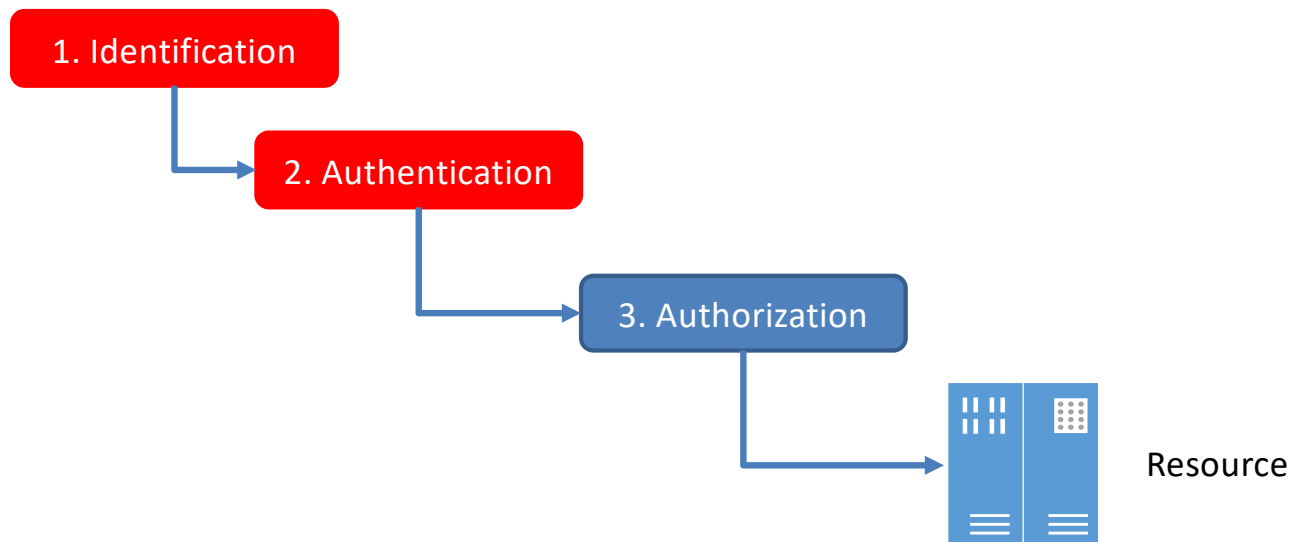 1. Identification
2. Authentication
3. Authorization
Resource